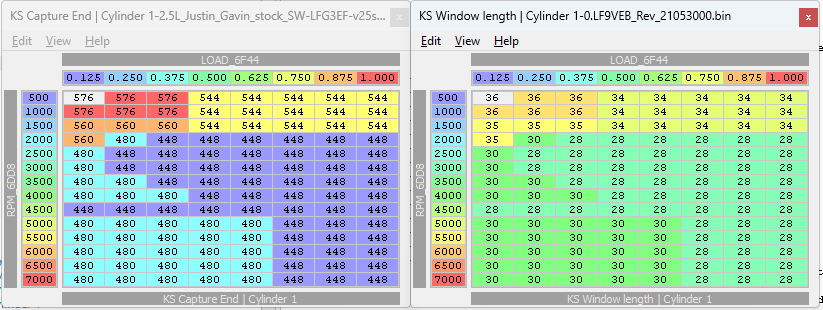 KS Capture End | Cylinder 1-2.5L_Justin_Gavin_stock_SW-LFG3EF-v25s...
Edit View Help
LOAD_6F44
0.125 0.250 0.375 0.500 0.625 0.750 0.875 1.000
RPM_6DD8
500 576 576 576 544 544 544 544 544
1000 576 576 576 544 544 544 544 544
1500 560 560 560 544 544 544 544 544
2000 560 480 448 448 448 448 448 448
2500 480 448 448 448 448 448 448 448
3000 480 480 448 448 448 448 448 448
3500 480 480 448 448 448 448 448 448
4000 480 480 480 448 448 448 448 448
4500 448 448 448 448 448 448 448 448
5000 480 480 480 480 480 448 448 448
5500 480 480 480 480 480 448 448 448
6000 480 480 480 480 480 448 448 448
6500 480 480 480 480 480 448 448 448
7000 480 480 480 480 480 448 448 448
KS Capture End | Cylinder 1
KS Window length | Cylinder 1-0.LF9VEB_Rev_21053000.bin
Edit View Help
LOAD_6F44
0.125 0.250 0.375 0.500 0.625 0.750 0.875 1.000
RPM_6DD8
500 36 36 36 34 34 34 34 34
1000 36 36 36 34 34 34 34 34
1500 35 35 35 34 34 34 34 34
2000 35 30 28 28 28 28 28 28
2500 30 28 28 28 28 28 28 28
3000 30 30 28 28 28 28 28 28
3500 30 30 28 28 28 28 28 28
4000 30 30 30 28 28 28 28 28
4500 28 28 28 28 28 28 28 28
5000 30 30 30 30 30 28 28 28
5500 30 30 30 30 30 28 28 28
6000 30 30 30 30 30 28 28 28
6500 30 30 30 30 30 28 28 28
7000 30 30 30 30 30 28 28 28
KS Window length | Cylinder 1